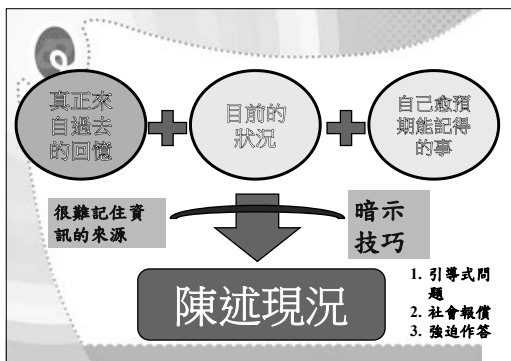 真正來
自過去
的回憶
目前的
狀況
自己愈預
期能記得
的事
很難記住資
訊的來源
暗示
技巧
陳述現況
1. 引導式問
題
2. 社會報償
3. 強迫作答